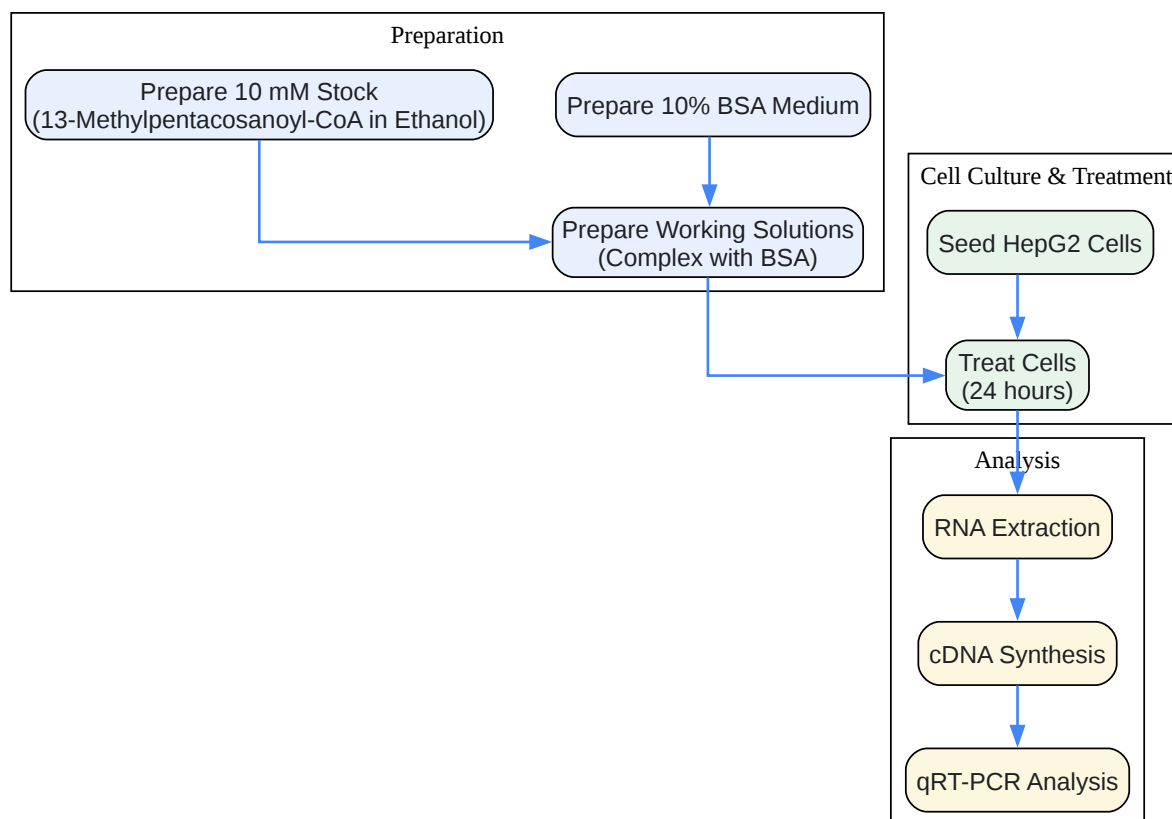 Preparation
Prepare 10 mM Stock
(13-Methylpentacosanoyl-CoA in Ethanol)
Prepare 10% BSA Medium
Prepare Working Solutions
(Complex with BSA)
Cell Culture & Treatment
Seed HepG2 Cells
Treat Cells
(24 hours)
Analysis
RNA Extraction
cDNA Synthesis
qRT-PCR Analysis